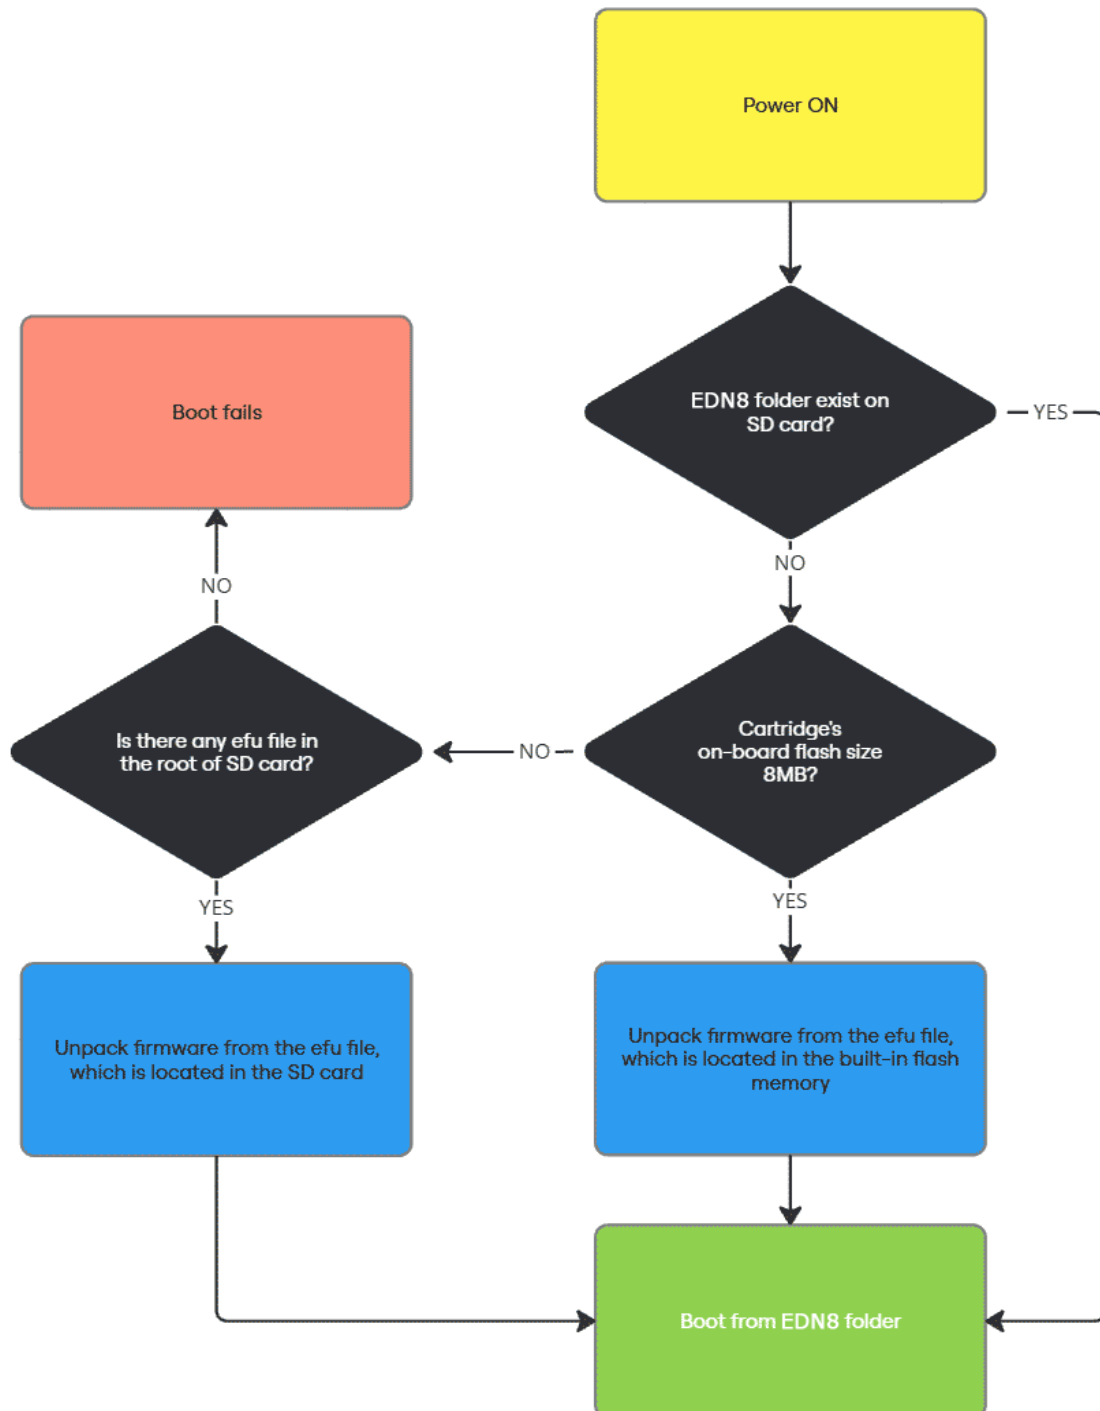 Power ON
EDN8 folder exist on
SD card?
YES
Boot fails
NO
NO
Is there any efu file in
the root of SD card?
NO
Cartridge's
on-board flash size
8MB?
YES
YES
Unpack firmware from the efu file,
which is located in the SD card
Unpack firmware from the efu file,
which is located in the built-in flash
memory
Boot from EDN8 folder